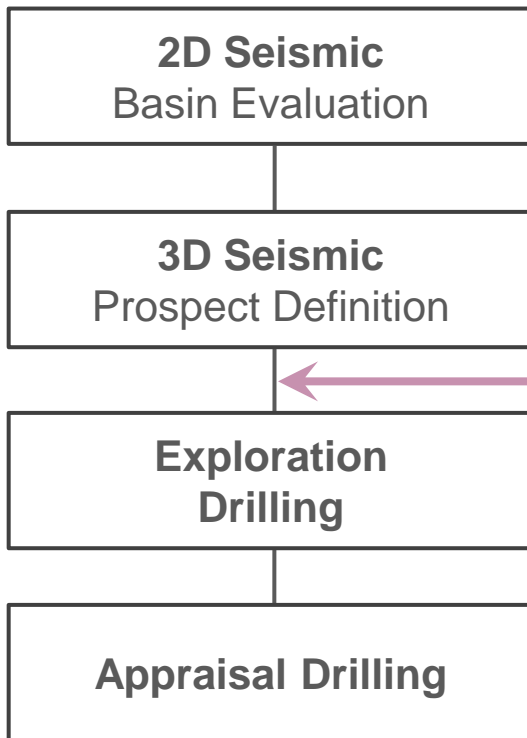 2D Seismic
Basin Evaluation
3D Seismic
Prospect Definition
Exploration
Drilling
Appraisal Drilling